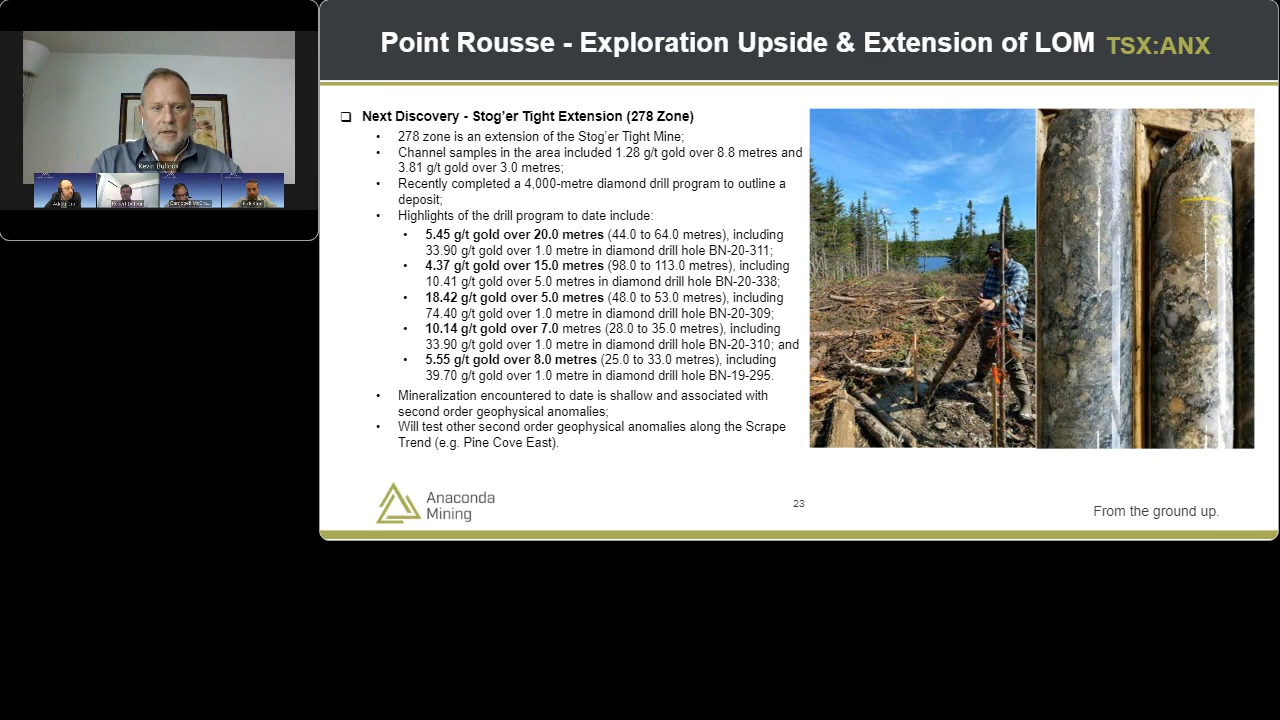 Point Rousse - Exploration Upside & Extension of LOM TSX:ANX
Kevin Bullock
Next Discovery - Stog'er Tight Extension (278 Zone)
278 zone is an extension of the Stog'er Tight Mine;
Channel samples in the area included 1.28 g/t gold over 8.8 metres and
3.81 g/t gold over 3.0 metres;
Recently completed a 4,000-metre diamond drill program to outline a
deposit;
Highlights of the drill program to date include:
5.45 g/t gold over 20.0 metres (44.0 to 64.0 metres), including
33.90 g/t gold over 1.0 metre in diamond drill hole BN-20-311;
4.37 g/t gold over 15.0 metres (98.0 to 113.0 metres), including
10.41 g/t gold over 5.0 metres in diamond drill hole BN-20-338;
18.42 g/t gold over 5.0 metres (48.0 to 53.0 metres), including
74.40 g/t gold over 1.0 metre in diamond drill hole BN-20-309;
10.14 g/t gold over 7.0 metres (28.0 to 35.0 metres), including
33.90 g/t gold over 1.0 metre in diamond drill hole BN-20-310; and
5.55 g/t gold over 8.0 metres (25.0 to 33.0 metres), including
39.70 g/t gold over 1.0 metre in diamond drill hole BN-19-295.
Mineralization encountered to date is shallow and associated with
second order geophysical anomalies;
Will test other second order geophysical anomalies along the Scrape
Trend (e.g. Pine Cove East).
Anaconda
Mining
23
From the ground up.